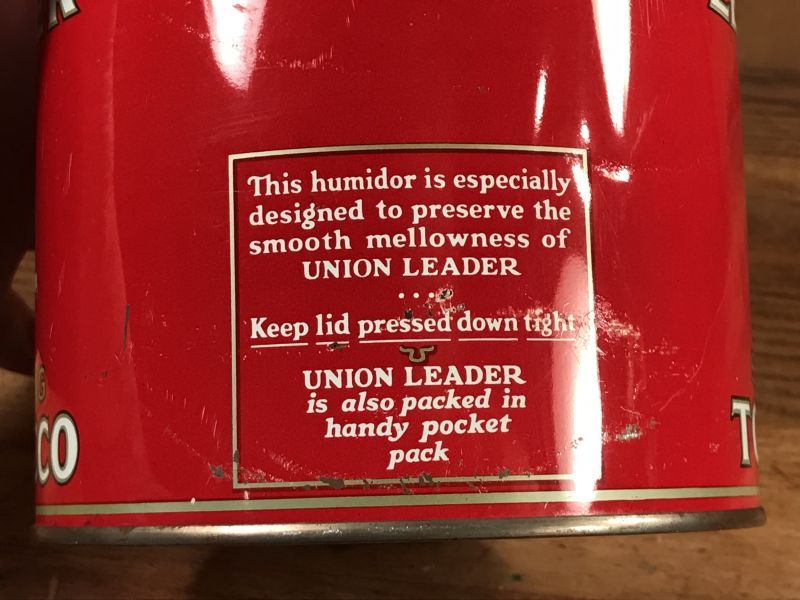 This humidor is especially
designed to preserve the
smooth mellowness of
UNION LEADER
....
Keep lid pressed down tight
UNION LEADER
is also packed in
handy pocket
pack
CO